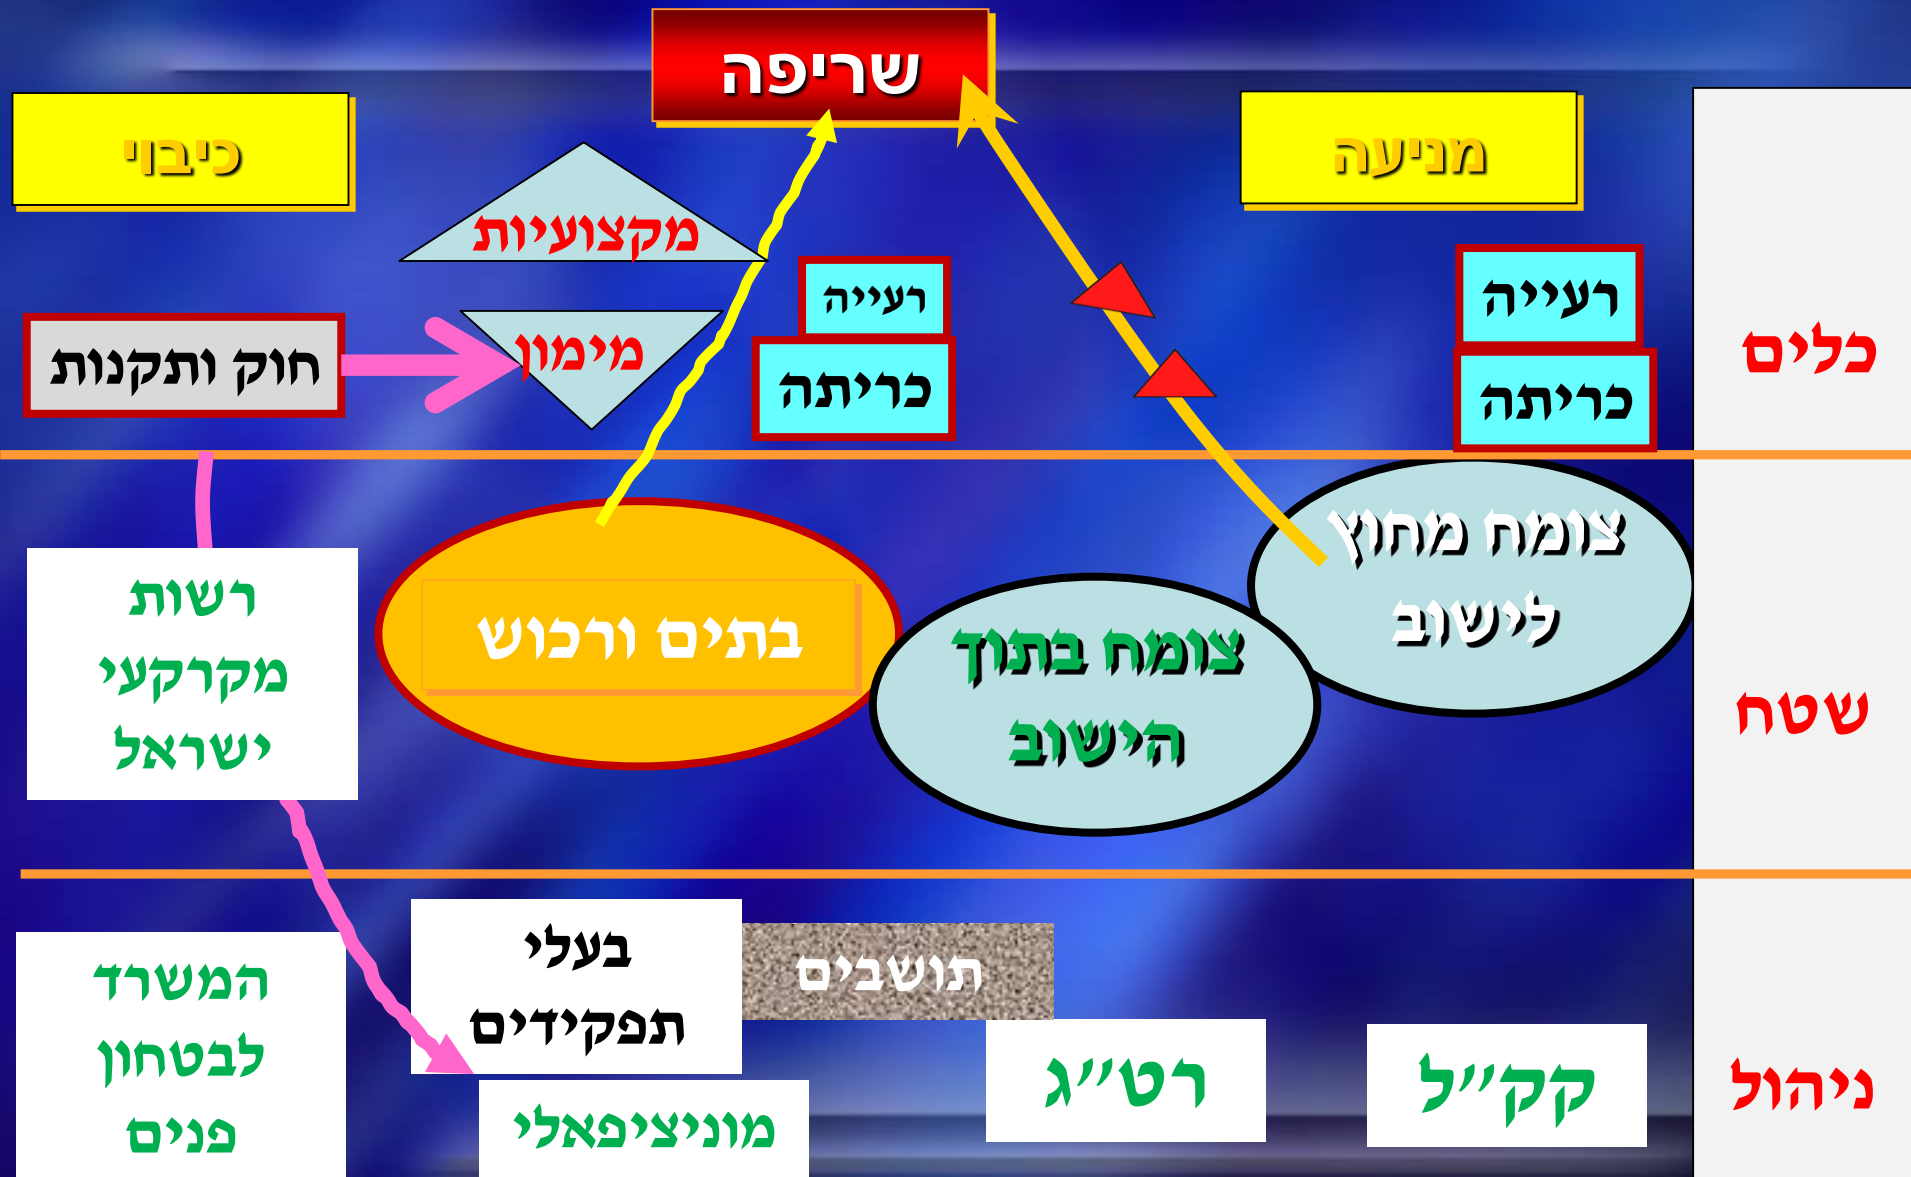 שריפה
מניעה
כיבוי
כלים
רעייה
כריתה
רעייה
כריתה
מקצועיות
מימון
חוק ותקנות
שטח
צומח מחוץ
לישוב
צומח בתוך
הישוב
בתים ורכוש
רשות
מקרקעי
ישראל
ניהול
קק״ל
רט״ג
תושבים
בעלי
תפקידים
מוניציפאלי
המשרד
לבטחון
פנים